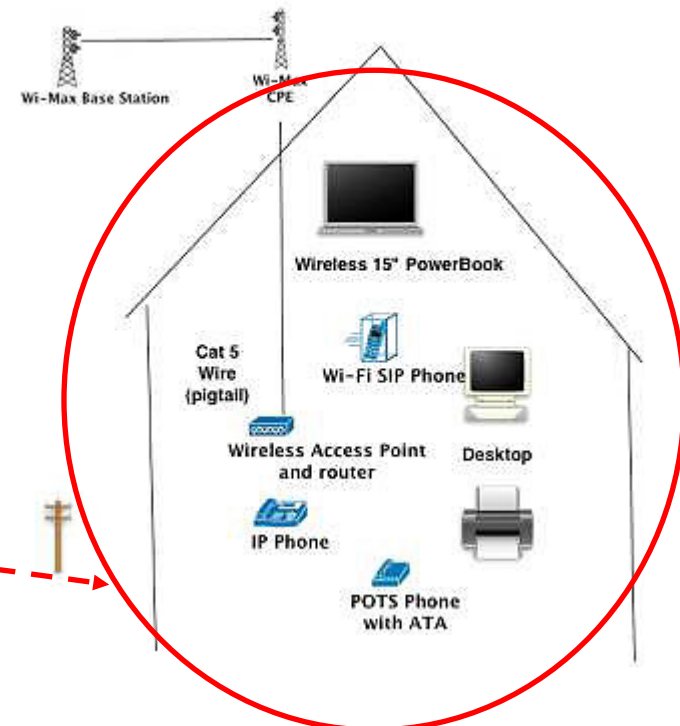 Wi-Max Base Station
Wi-Max
CPE
Wireless 15" PowerBook
Cat 5
Wire
(pigtail)
Wi-Fi SIP Phone
Wireless Access Point
and router
Desktop
IP Phone
POTS Phone
with ATA